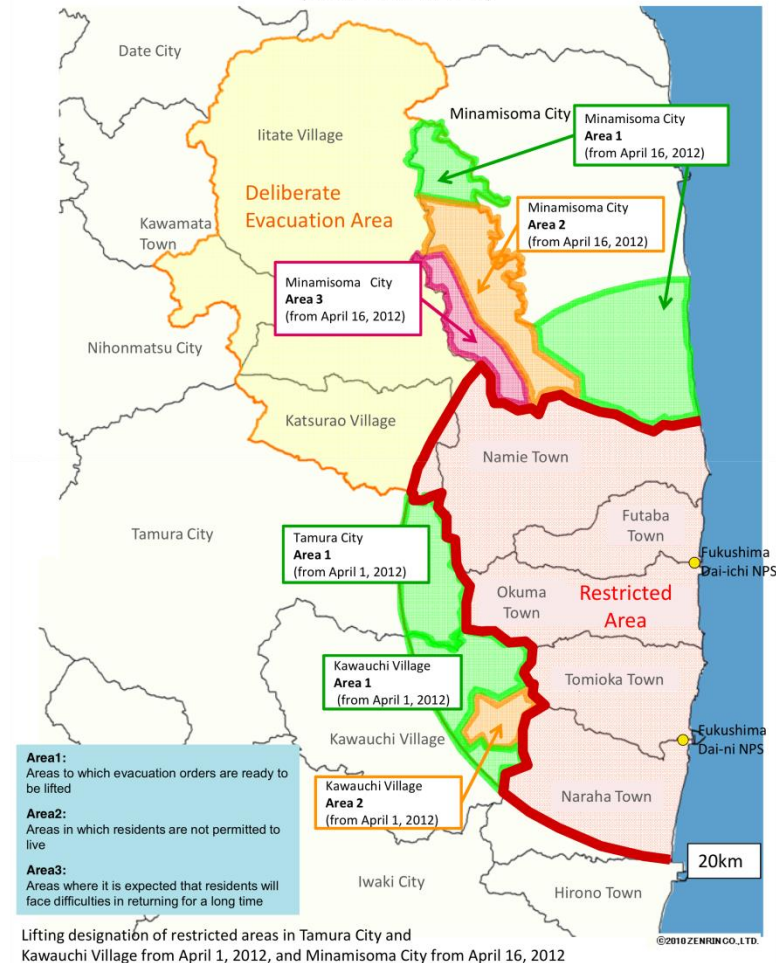 Date City
Minamisoma City
Minamisoma City
Area 1
(from April 16, 2012)
Iitate Village
Deliberate
Evacuation Area
Minamisoma City
Area 2
(from April 16, 2012)
Kawamata
Town
Minamisoma City
Area 3
(from April 16, 2012)
Nihonmatsu City
Katsurao Village
Namie Town
Futaba
Town
Tamura City
Tamura City
Area 1
(from April 1, 2012)
Fukushima
Dai-ichi NPS
Okuma
Town
Restricted
Area
Kawauchi Village
Area 1
(from April 1, 2012)
Tomioka Town
Kawauchi Village
Fukushima
Dai-ni NPS
Area1:
Areas to which evacuation orders are ready to
be lifted
Area2:
Areas in which residents are not permitted to
live
Area3:
Areas where it is expected that residents will
face difficulties in returning for a long time
Kawauchi Village
Area 2
(from April 1, 2012)
Naraha Town
20km
Iwaki City
Hirono Town
©2010 ZENRIN CO., LTD.
Lifting designation of restricted areas in Tamura City and
Kawauchi Village from April 1, 2012, and Minamisoma City from April 16, 2012